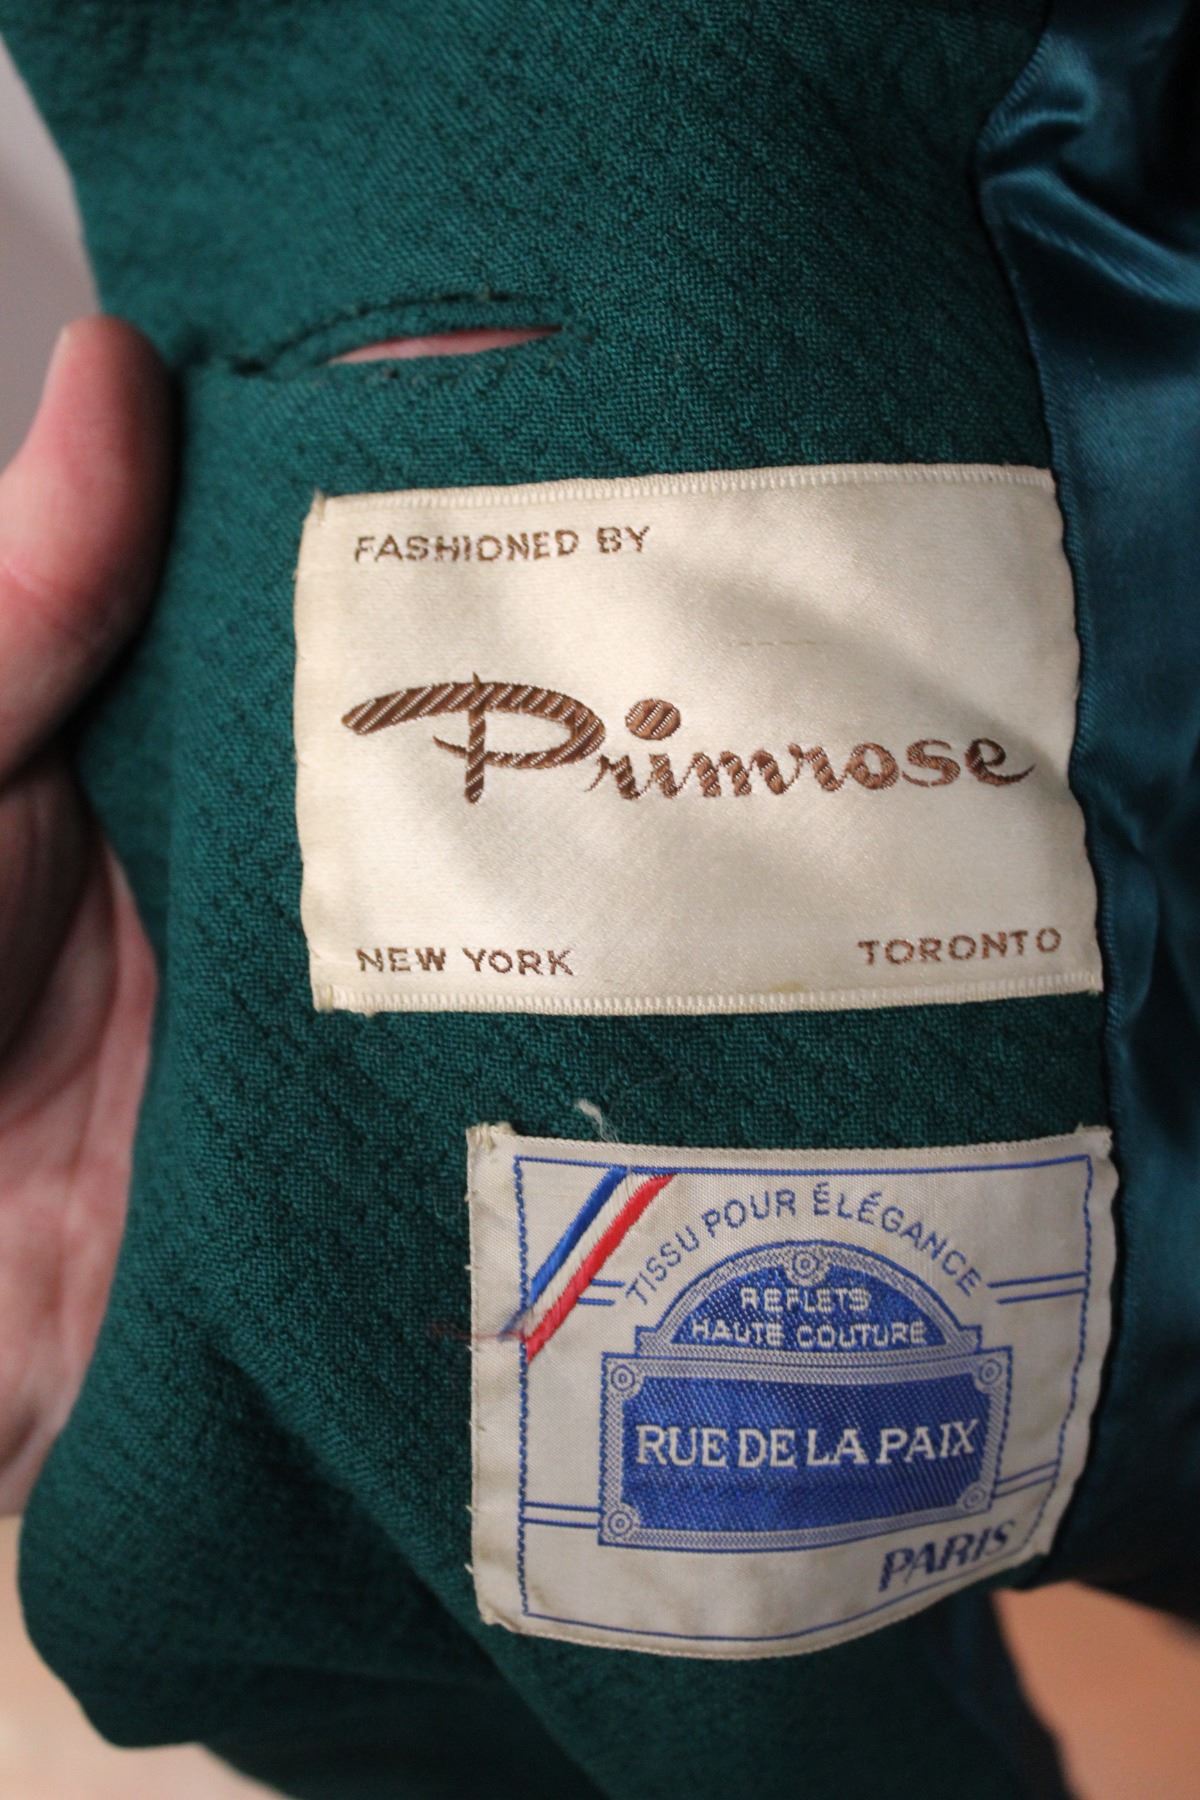 FASHIONED BY
Primrose
NEW YORK TORONTO
TISSU POUR ÉLÉGANCE
REFLETS
HAUTE COUTURE
RUE DE LA PAIX
PARIS